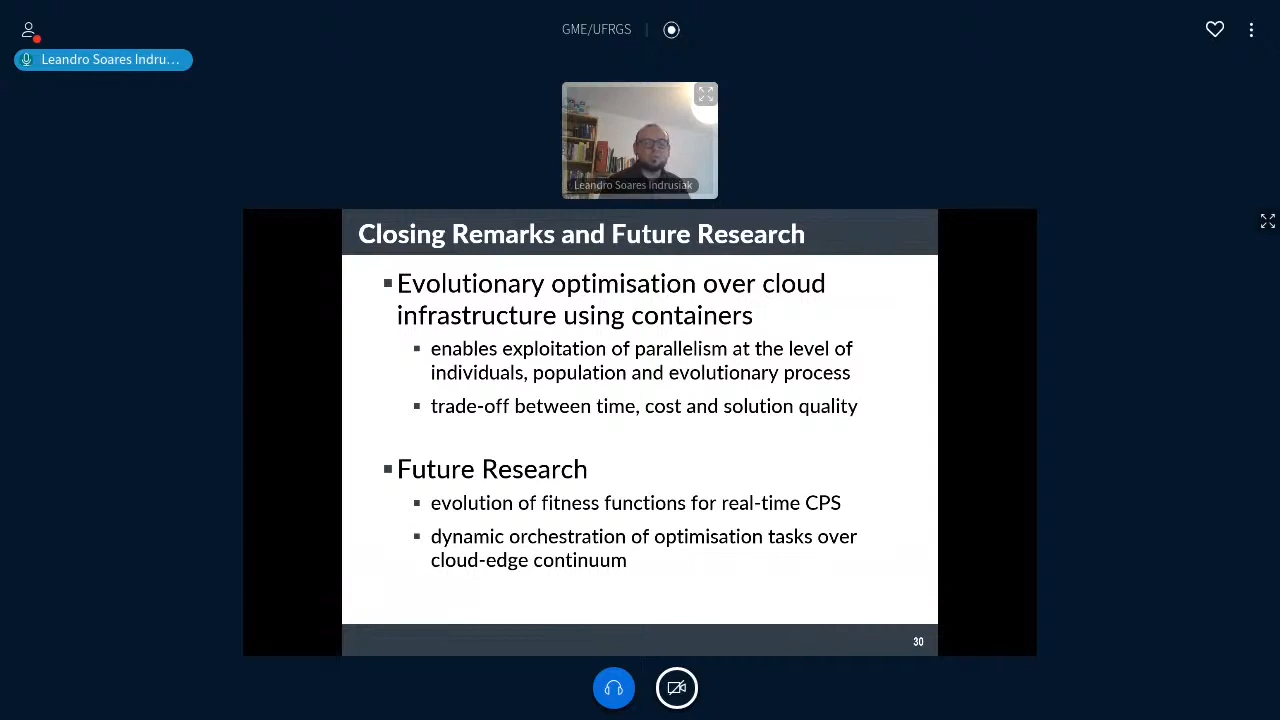 GME/UFRGS
Leandro Soares Indru...
Leandro Soares Indrusiak
Closing Remarks and Future Research
Evolutionary optimisation over cloud
infrastructure using containers
enables exploitation of parallelism at the level of
individuals, population and evolutionary process
trade-off between time, cost and solution quality
Future Research
evolution of fitness functions for real-time CPS
dynamic orchestration of optimisation tasks over
cloud-edge continuum
30